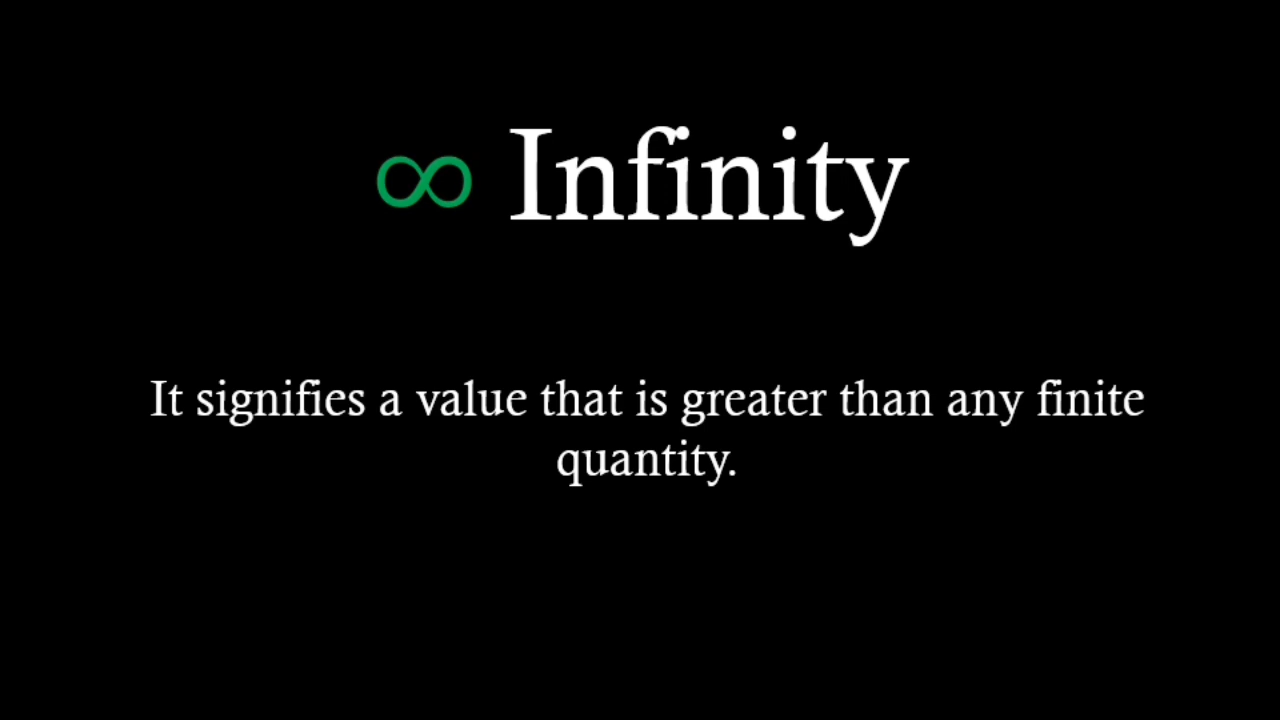 ∞ Infinity
It signifies a value that is greater than any finite
quantity.